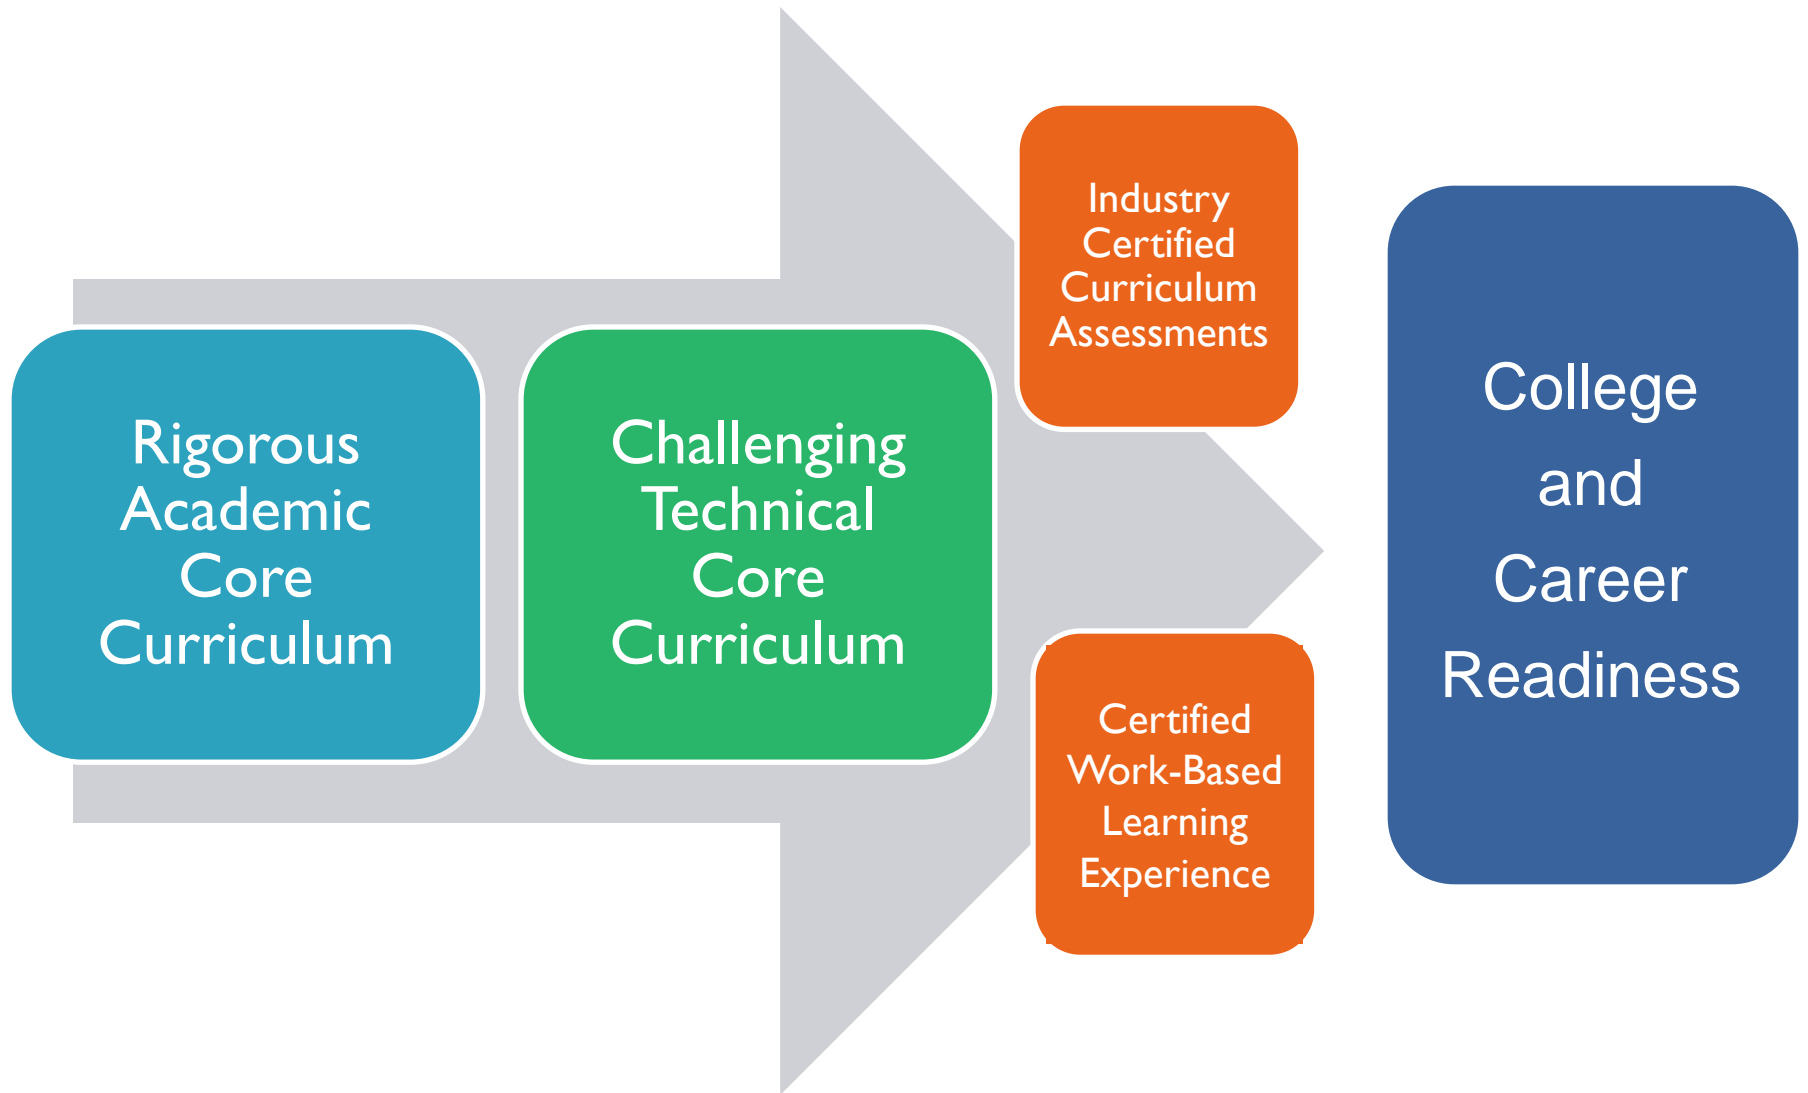 Rigorous
Academic
Core
Curriculum
Challenging
Technical
Core
Curriculum
Industry
Certified
Curriculum
Assessments
Certified
Work-Based
Learning
Experience
College
and
Career
Readiness